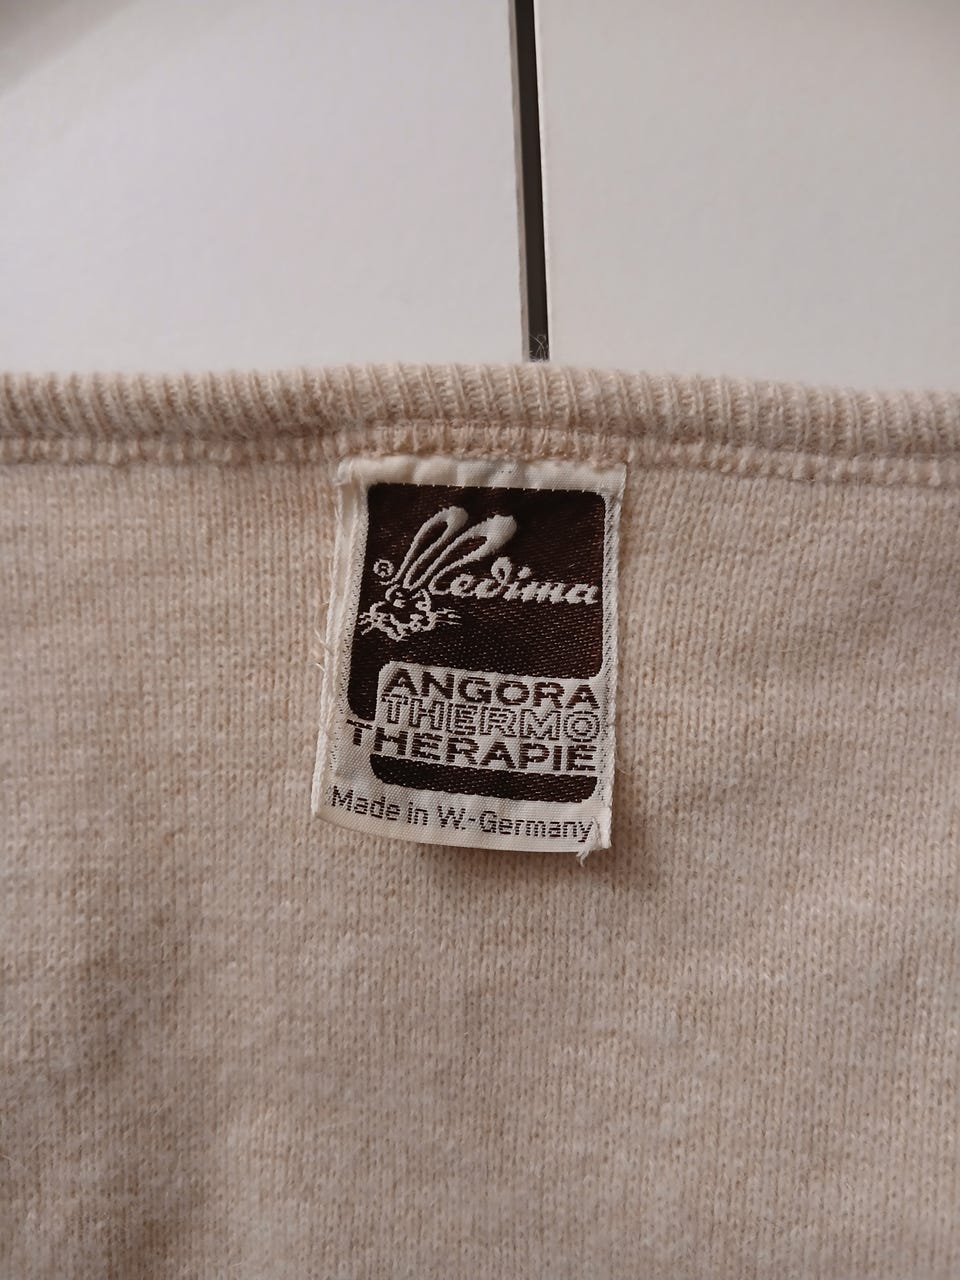 ® Medima
ANGORA
THERMO
THERAPIE
Made in W.-Germany